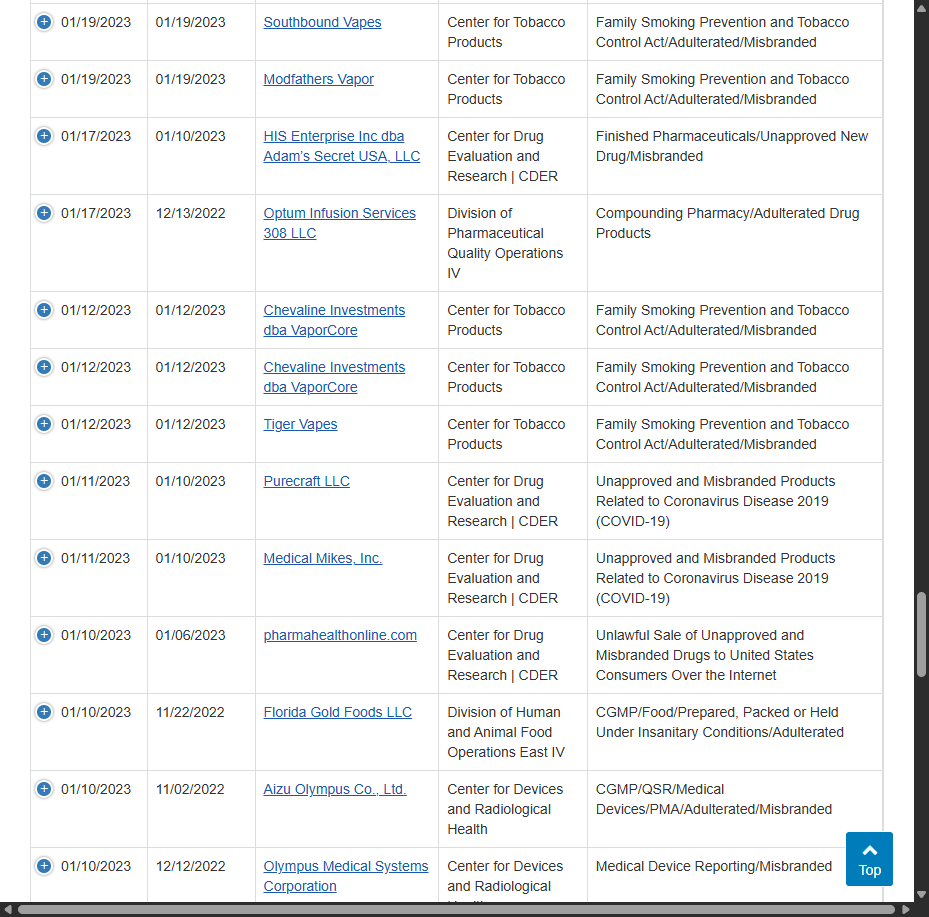 01/19/2023 01/19/2023 Southbound Vapes Center for Tobacco Family Smoking Prevention and Tobacco
Products Control Act/Adulterated/Misbranded
01/19/2023 01/19/2023 Modfathers Vapor Center for Tobacco Family Smoking Prevention and Tobacco
Products Control Act/Adulterated/Misbranded
01/17/2023 01/10/2023 HIS Enterprise Inc dba Center for Drug Finished Pharmaceuticals/Unapproved New
Adam's Secret USA, LLC Evaluation and Drug/Misbranded
Research | CDER
01/17/2023 12/13/2022 Optum Infusion Services Division of Compounding Pharmacy/Adulterated Drug
308 LLC Pharmaceutical Products
Quality Operations
IV
01/12/2023 01/12/2023 Chevaline Investments Center for Tobacco Family Smoking Prevention and Tobacco
dba VaporCore Products Control Act/Adulterated/Misbranded
01/12/2023 01/12/2023 Chevaline Investments Center for Tobacco Family Smoking Prevention and Tobacco
dba VaporCore Products Control Act/Adulterated/Misbranded
01/12/2023 01/12/2023 Tiger Vapes Center for Tobacco Family Smoking Prevention and Tobacco
Products Control Act/Adulterated/Misbranded
01/11/2023 01/10/2023 Purecraft LLC Center for Drug Unapproved and Misbranded Products
Evaluation and Related to Coronavirus Disease 2019
Research | CDER (COVID-19)
01/11/2023 01/10/2023 Medical Mikes, Inc. Center for Drug Unapproved and Misbranded Products
Evaluation and Related to Coronavirus Disease 2019
Research | CDER (COVID-19)
01/10/2023 01/06/2023 pharmahealthonline.com Center for Drug Unlawful Sale of Unapproved and
Evaluation and Misbranded Drugs to United States
Research | CDER Consumers Over the Internet
01/10/2023 11/22/2022 Florida Gold Foods LLC Division of Human CGMP/Food/Prepared, Packed or Held
and Animal Food Under Insanitary Conditions/Adulterated
Operations East IV
01/10/2023 11/02/2022 Aizu Olympus Co., Ltd. Center for Devices CGMP/QSR/Medical
and Radiological Devices/PMA/Adulterated/Misbranded
Health
01/10/2023 12/12/2022 Olympus Medical Systems Center for Devices Medical Device Reporting/Misbranded
Corporation and Radiological
Top